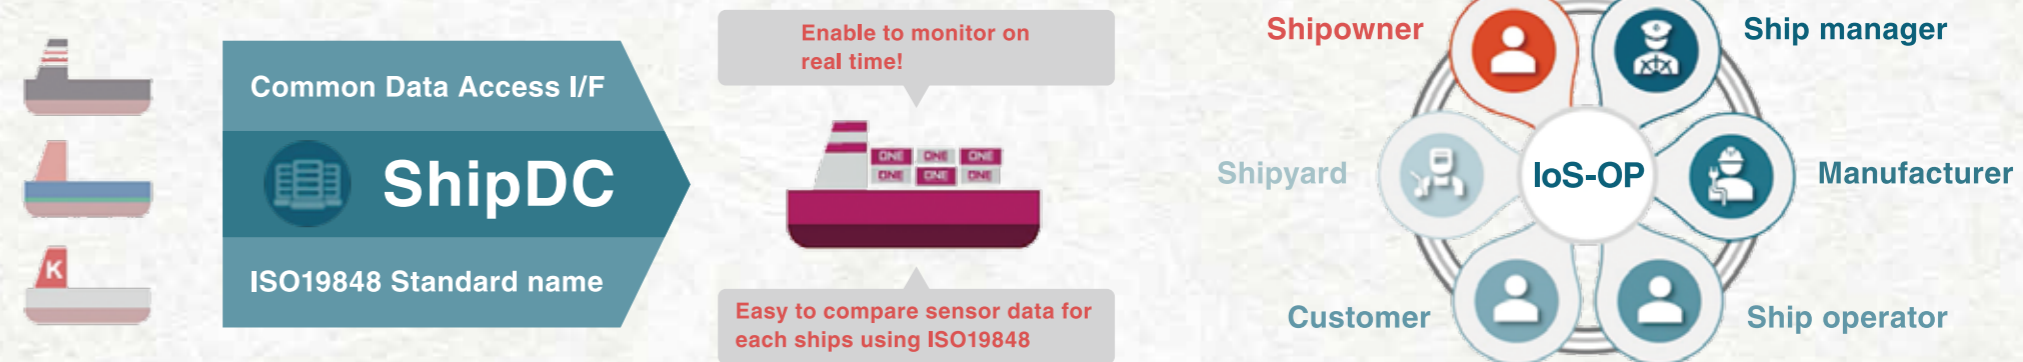 K
Common Data Access I/F
ShipDC
ISO19848 Standard name
Enable to monitor on
real time!
ONE ONE ONE
ONE ONE ONE
Easy to compare sensor data for
each ships using ISO19848
Shipowner
Ship manager
Shipyard
IoS-OP
Manufacturer
Customer
Ship operator